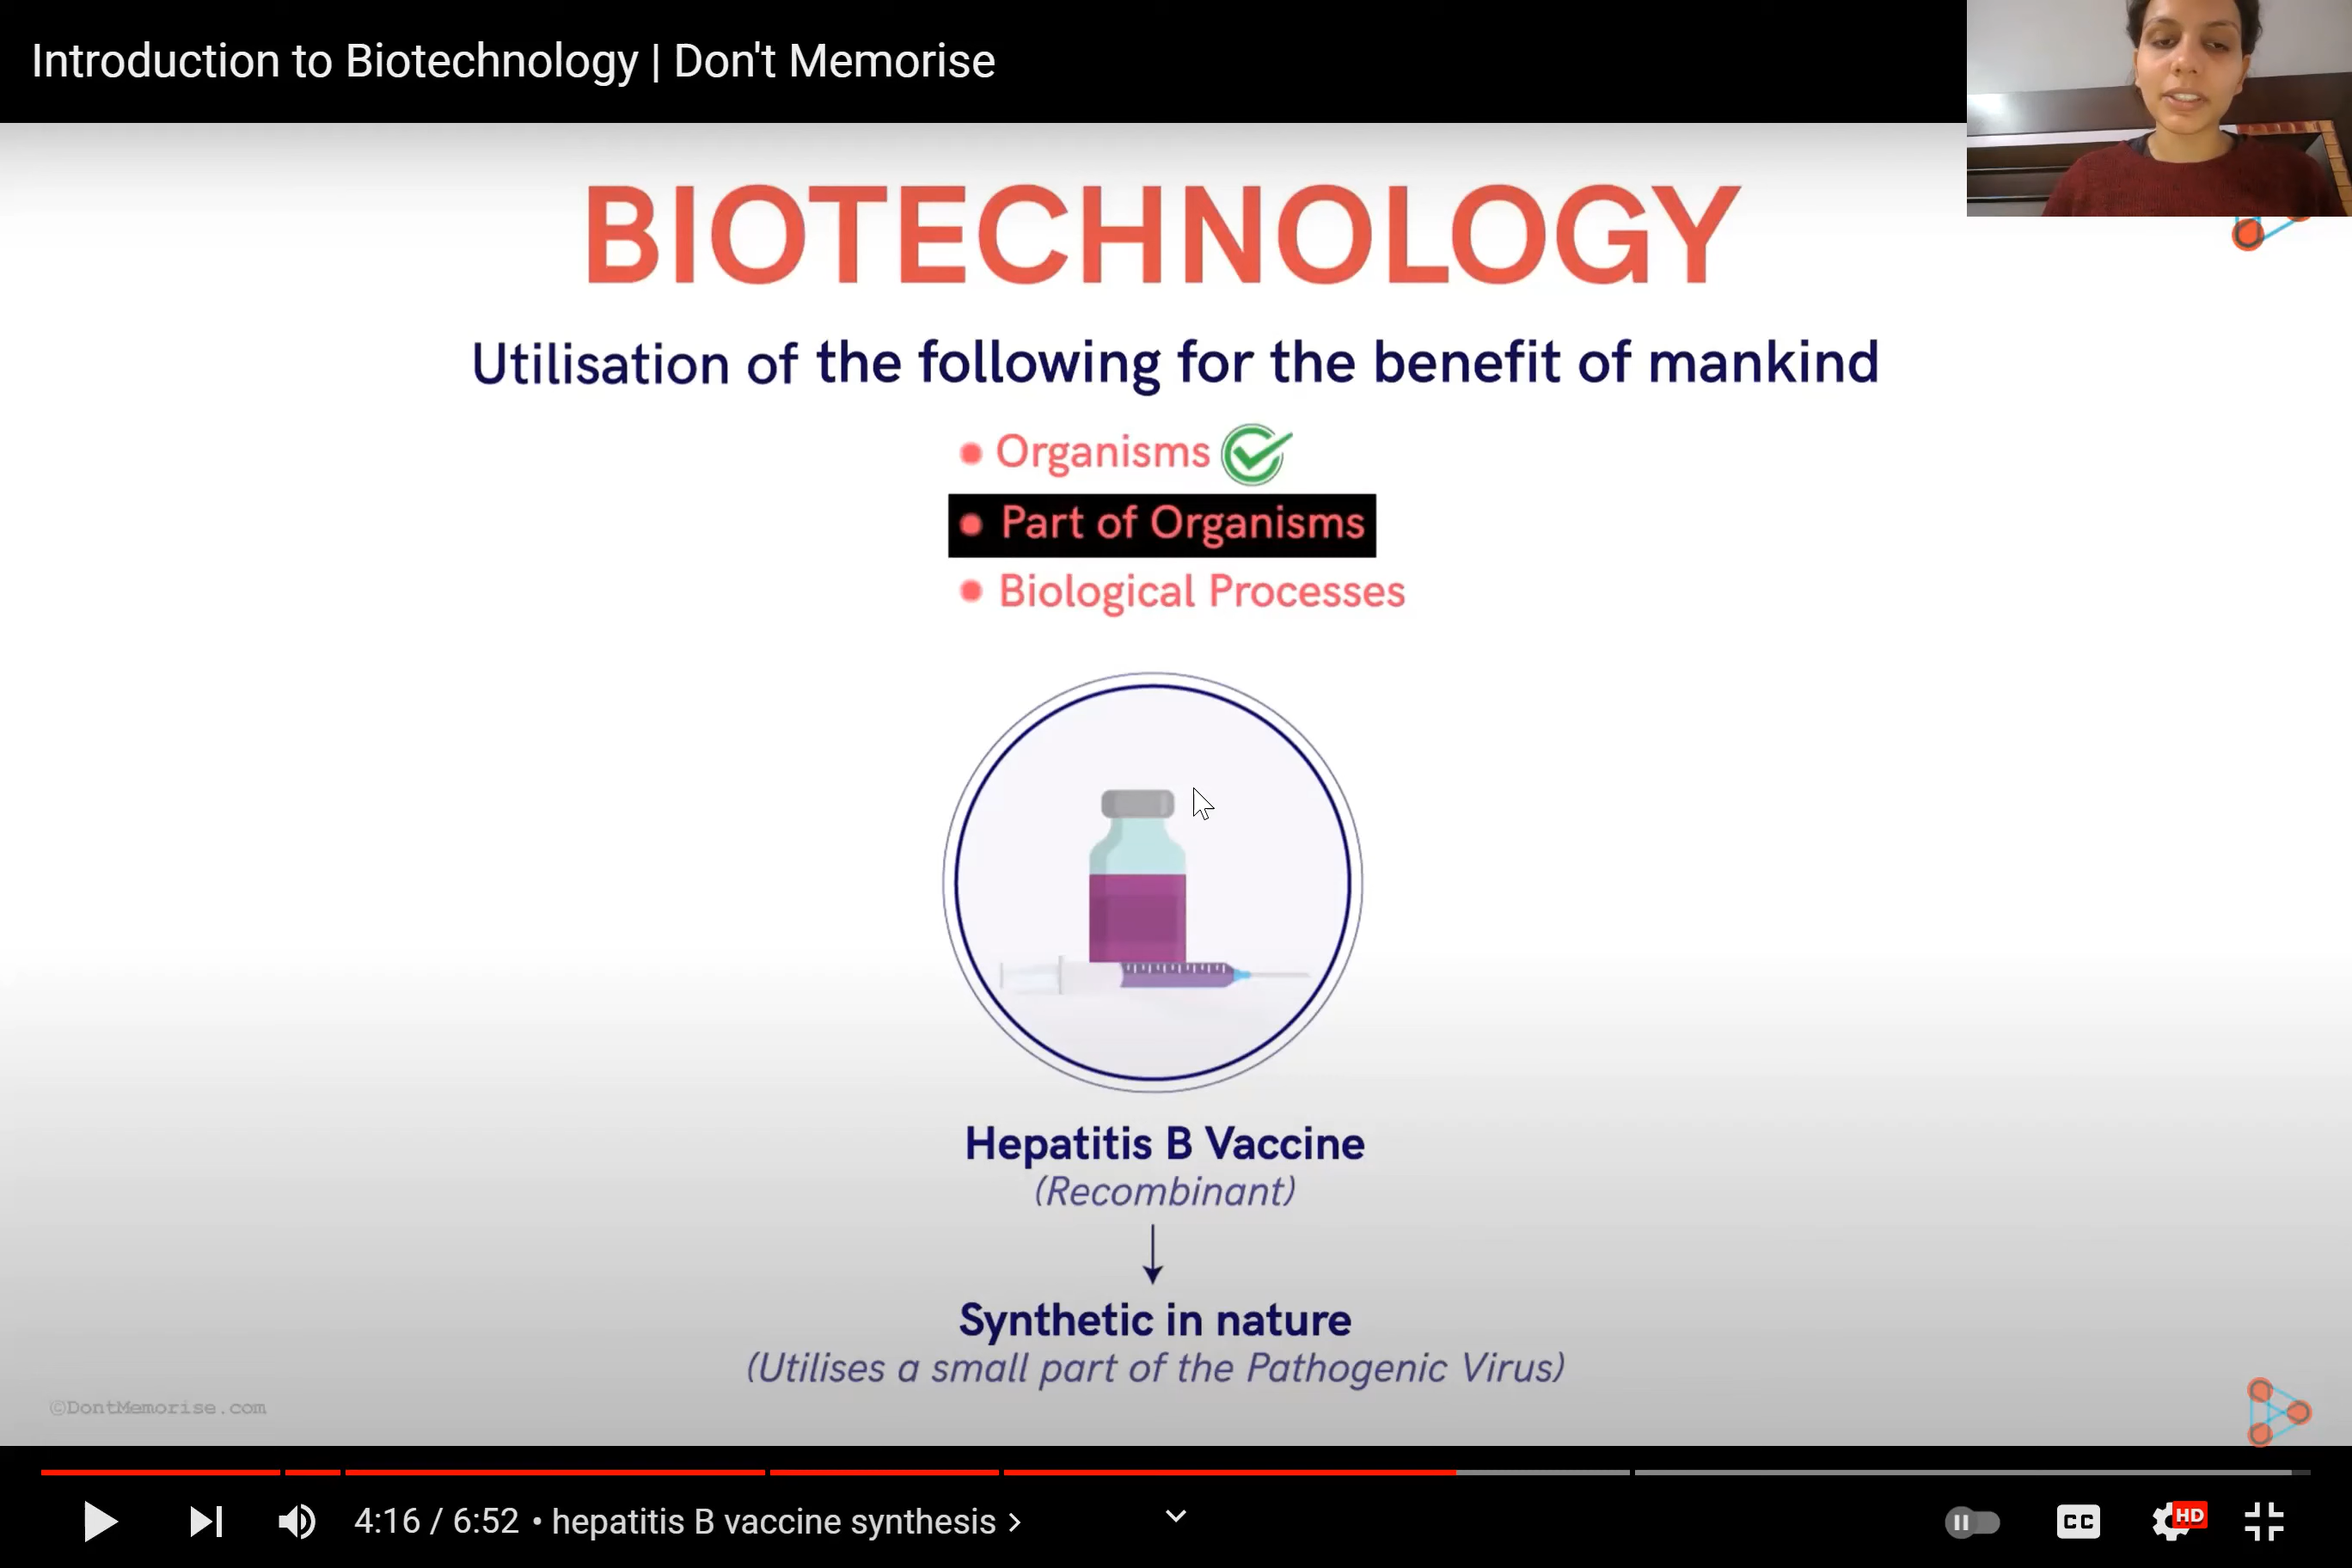 Introduction to Biotechnology | Don't Memorise
BIOTECHNOLOGY
Utilisation of the following for the benefit of mankind
• Organisms
• Part of Organisms
• Biological Processes
Hepatitis B Vaccine
(Recombinant)
Synthetic in nature
(Utilises a small part of the Pathogenic Virus)
©DontMemorise.com
4:16 / 6:52 • hepatitis B vaccine synthesis >
CC
HD